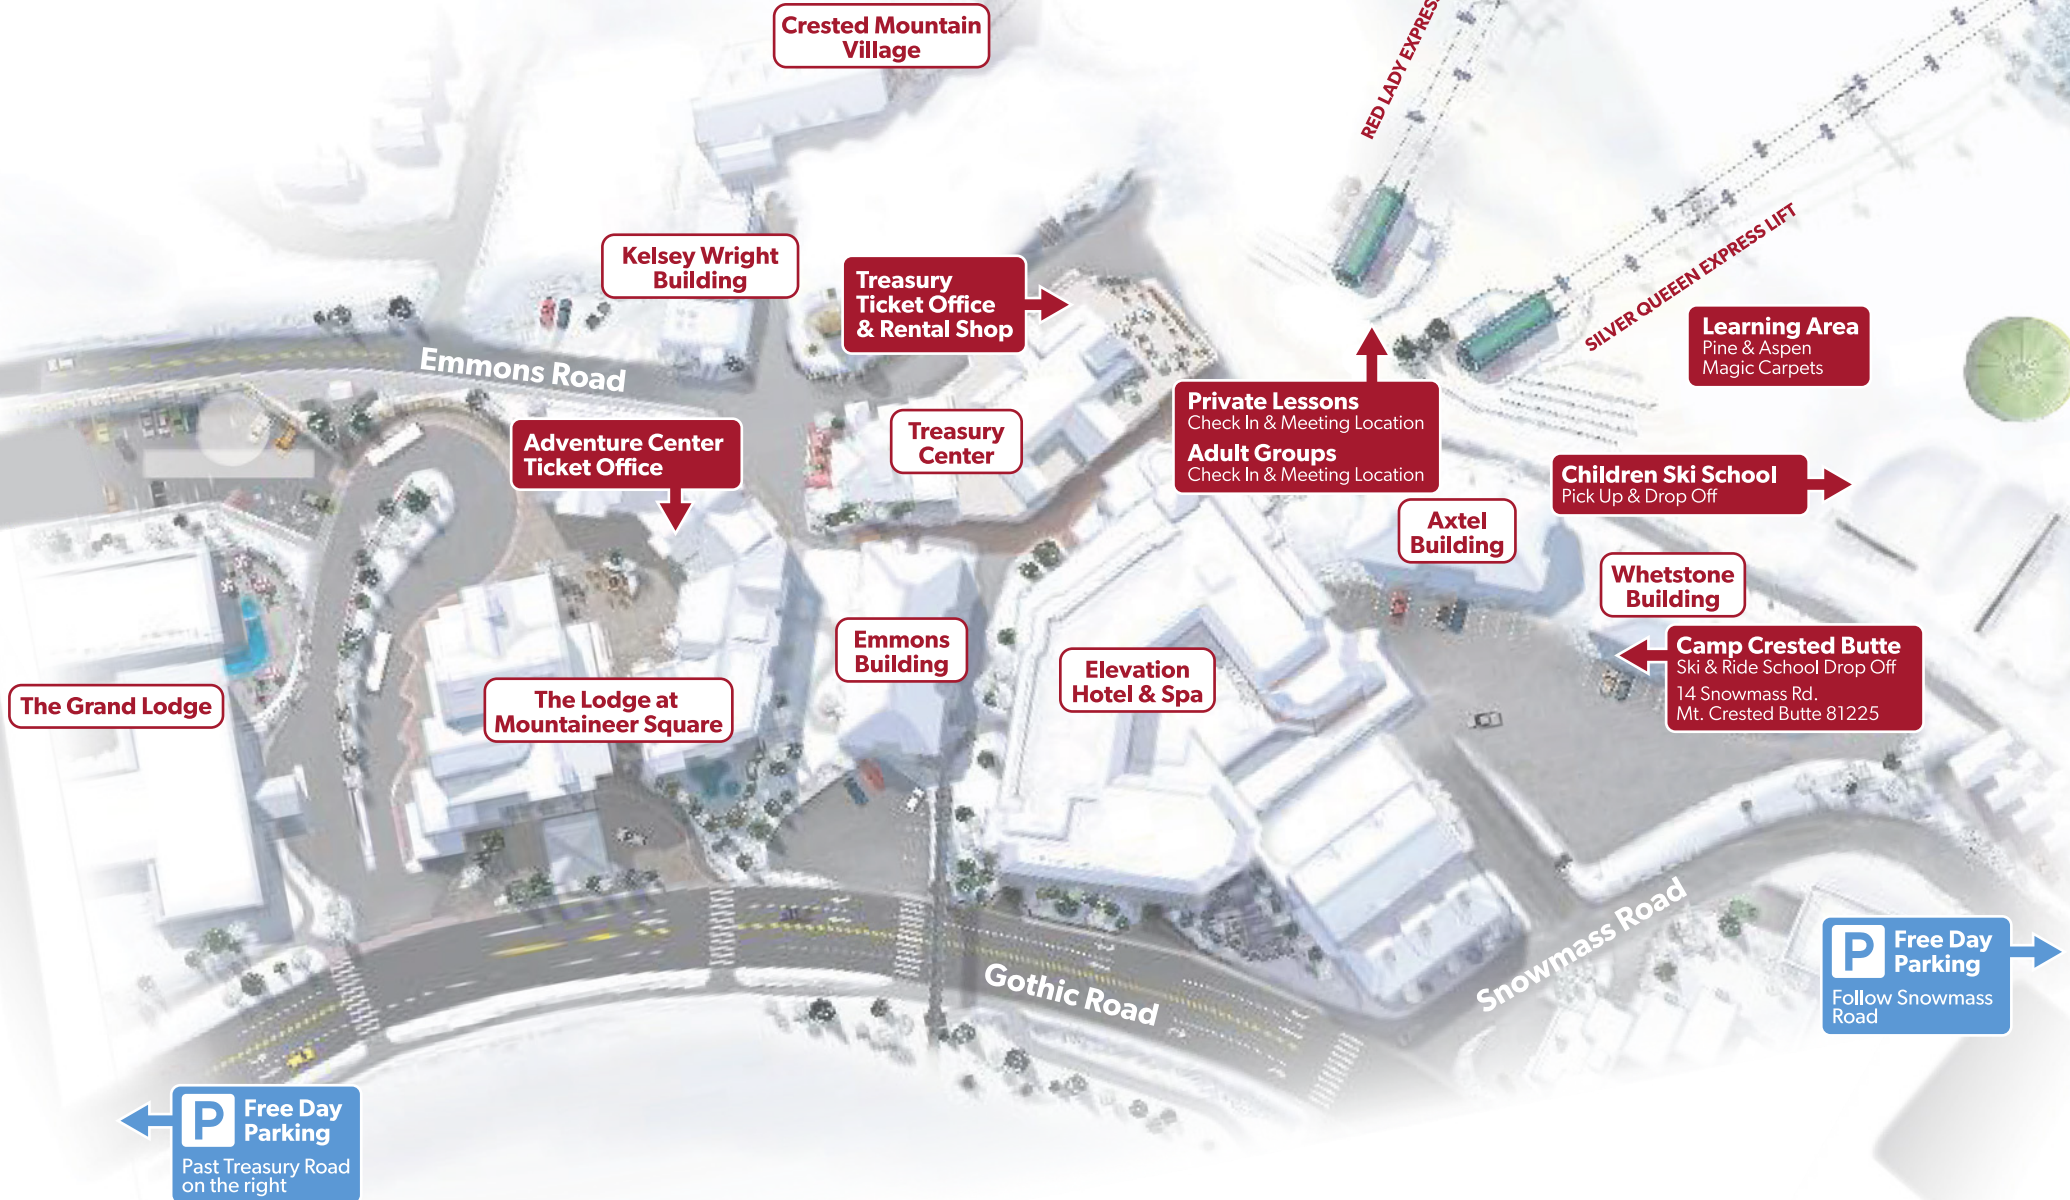 Crested Mountain
Village
RED LADY EXPRESS
SILVER QUEEEN EXPRESS LIFT
Kelsey Wright
Building
Treasury
Ticket Office
& Rental Shop
Learning Area
Pine & Aspen
Magic Carpets
Emmons Road
Private Lessons
Check In & Meeting Location
Adult Groups
Check In & Meeting Location
Adventure Center
Ticket Office
Treasury
Center
Children Ski School
Pick Up & Drop Off
Axtel
Building
Whetstone
Building
Emmons
Building
Elevation
Hotel & Spa
Camp Crested Butte
Ski & Ride School Drop Off
14 Snowmass Rd.
Mt. Crested Butte 81225
The Grand Lodge
The Lodge at
Mountaineer Square
Snowmass Road
Gothic Road
P Free Day
Parking
Follow Snowmass
Road
P Free Day
Parking
Past Treasury Road
on the right